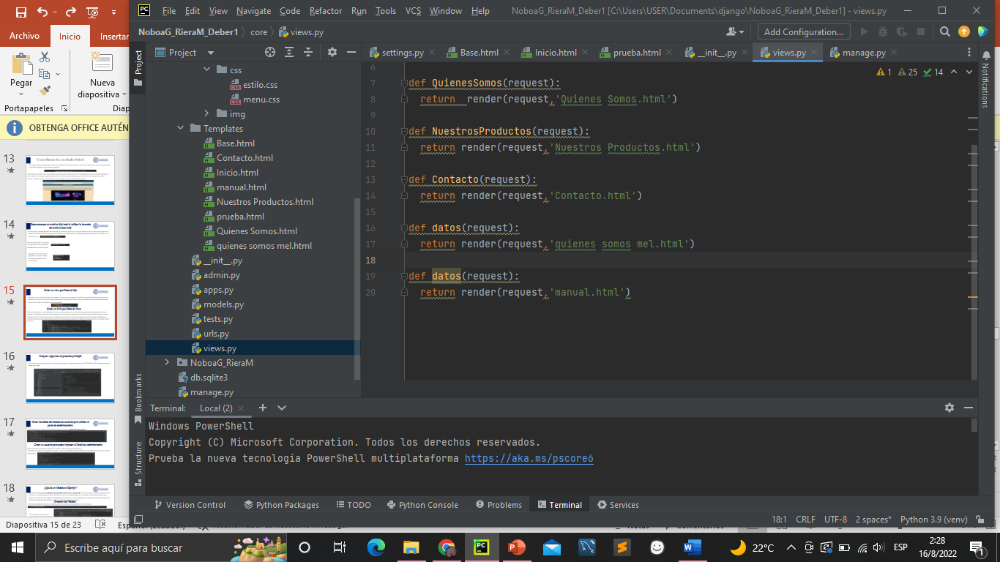 File Edit View Navigate Code Refactor Run Tools VCS Window Help NoboaG_RieraM_Deber1 [C:\Users\USER\Documents\django\NoboaG_RieraM_Deber1] - views.py
NoboaG_RieraM_Deber1 core views.py
Add Configuration...
Archivo Inicio Insertar
Pegar
Nueva
diapositiva
Portapapeles Diap
OBTENGA OFFICE AUTÉN
13
14
15
16
17
18
Diapositiva 15 de 23
Project
Bookmarks
Structure
Project
css
estilo.css
menu.css
img
Templates
Base.html
Contacto.html
Inicio.html
manual.html
Nuestros Productos.html
prueba.html
Quienes Somos.html
quienes somos mel.html
__init__.py
admin.py
apps.py
models.py
tests.py
urls.py
views.py
NoboaG_RieraM
db.sqlite3
manage.py
settings.py Base.html Inicio.html prueba.html __init__.py views.py manage.py
Notifications
1 25 14
6
7 def QuienesSomos(request):
8 return render(request,'Quienes Somos.html')
9
10 def NuestrosProductos(request):
11 return render(request,'Nuestros Productos.html')
12
13 def Contacto(request):
14 return render(request,'Contacto.html')
15
16 def datos(request):
17 return render(request,'quienes somos mel.html')
18
19 def datos(request):
20 return render(request,'manual.html')
Terminal: Local (2)
Windows PowerShell
Copyright (C) Microsoft Corporation. Todos los derechos reservados.
Prueba la nueva tecnología PowerShell multiplataforma https://aka.ms/pscore6
Version Control Python Packages TODO Python Console Problems Terminal Services
18:1 CRLF UTF-8 2 spaces* Python 3.9 (venv)
Escribe aquí para buscar
22°C
ESP
2:28
16/8/2022
1